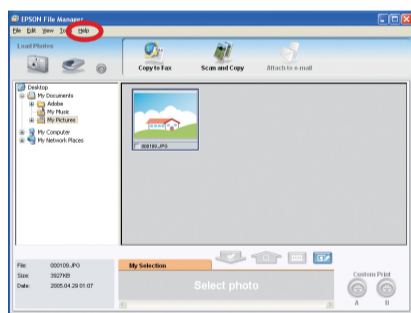 EPSON File Manager
File Edit View Tools Help
Load Photos
Copy to Fax Scan and Copy Attach to e-mail
Desktop
My Documents
Adobe
My Music
My Pictures
My Computer
My Network Places
000109.JPG
File: 000109.JPG
Size: 3927KB
Date: 2005.04.29 01:07
My Selection
Select photo
Custom Print
A B